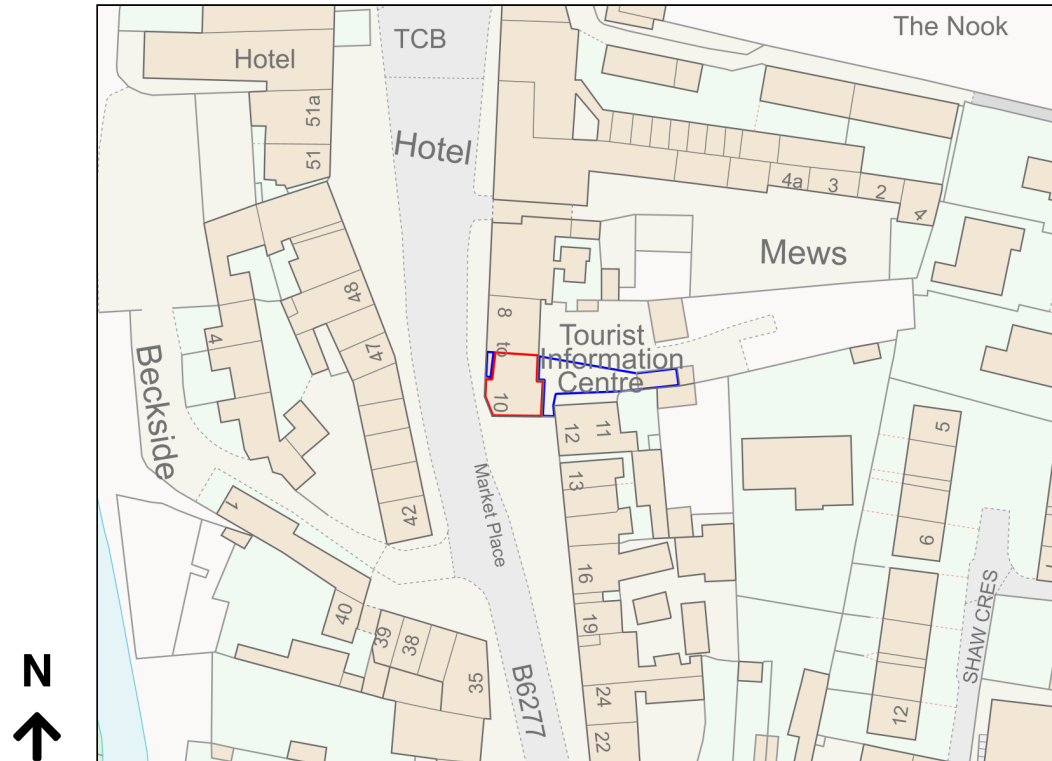 The Nook
TCB
Hotel
51a
Hotel
51
4a
3
2
4
Mews
48
8
to
10
Tourist
Information
Centre
47
4
Beckside
12
11
5
13
Market Place
42
1
6
16
40
39
38
19
SHAW CRES
35
B6277
24
22
12
N